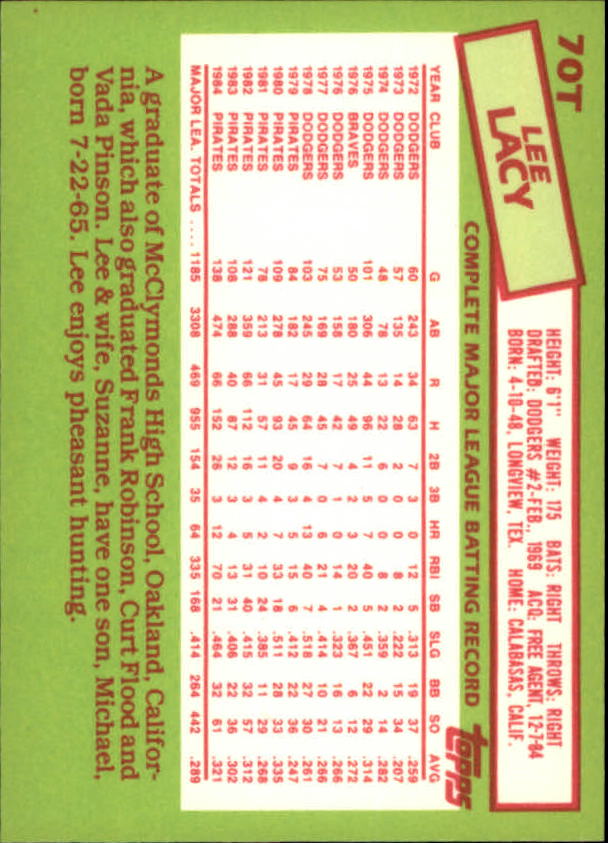 70T
LEE
LACY
HEIGHT: 6'1" WEIGHT: 175 BATS: RIGHT THROWS: RIGHT
DRAFTED: DODGERS #2-FEB., 1969 ACQ: FREE AGENT, 12-7-84
BORN: 4-10-48, LONGVIEW, TEX. HOME: CALABASAS, CALIF.
COMPLETE MAJOR LEAGUE BATTING RECORD
topps
YEAR CLUB G AB R H 2B 3B HR RBI SB SLG BB SO AVG
1972 DODGERS 60 243 34 63 7 3 0 12 5 .313 19 37 .259
1973 DODGERS 57 135 14 28 2 0 0 8 2 .222 15 34 .207
1974 DODGERS 48 78 13 22 6 0 0 8 2 .359 2 14 .282
1975 DODGERS 101 306 44 96 11 5 7 40 5 .451 22 29 .314
1976 BRAVES 50 180 25 49 4 2 3 20 2 .367 6 12 .272
1976 DODGERS 53 158 17 42 7 1 0 14 1 .323 16 13 .266
1977 DODGERS 75 169 28 45 7 0 6 21 4 .414 10 21 .266
1978 DODGERS 103 245 29 64 16 4 13 40 7 .518 27 30 .261
1979 PIRATES 84 182 17 45 9 3 5 15 6 .412 22 36 .247
1980 PIRATES 109 278 45 93 20 4 7 33 18 .511 28 33 .335
1981 PIRATES 78 213 31 57 11 4 2 10 24 .385 11 29 .268
1982 PIRATES 121 359 66 112 16 3 5 31 40 .415 32 57 .312
1983 PIRATES 108 288 40 87 12 3 4 13 31 .406 22 36 .302
1984 PIRATES 138 474 66 152 26 3 12 70 21 .464 32 61 .321
MAJOR LEA. TOTALS .... 1185 3308 469 955 154 35 64 335 168 .414 264 442 .289
A graduate of McClymonds High School, Oakland, Califor-
nia, which also graduated Frank Robinson, Curt Flood and
Vada Pinson. Lee & wife, Suzanne, have one son, Michael,
born 7-22-65. Lee enjoys pheasant hunting.